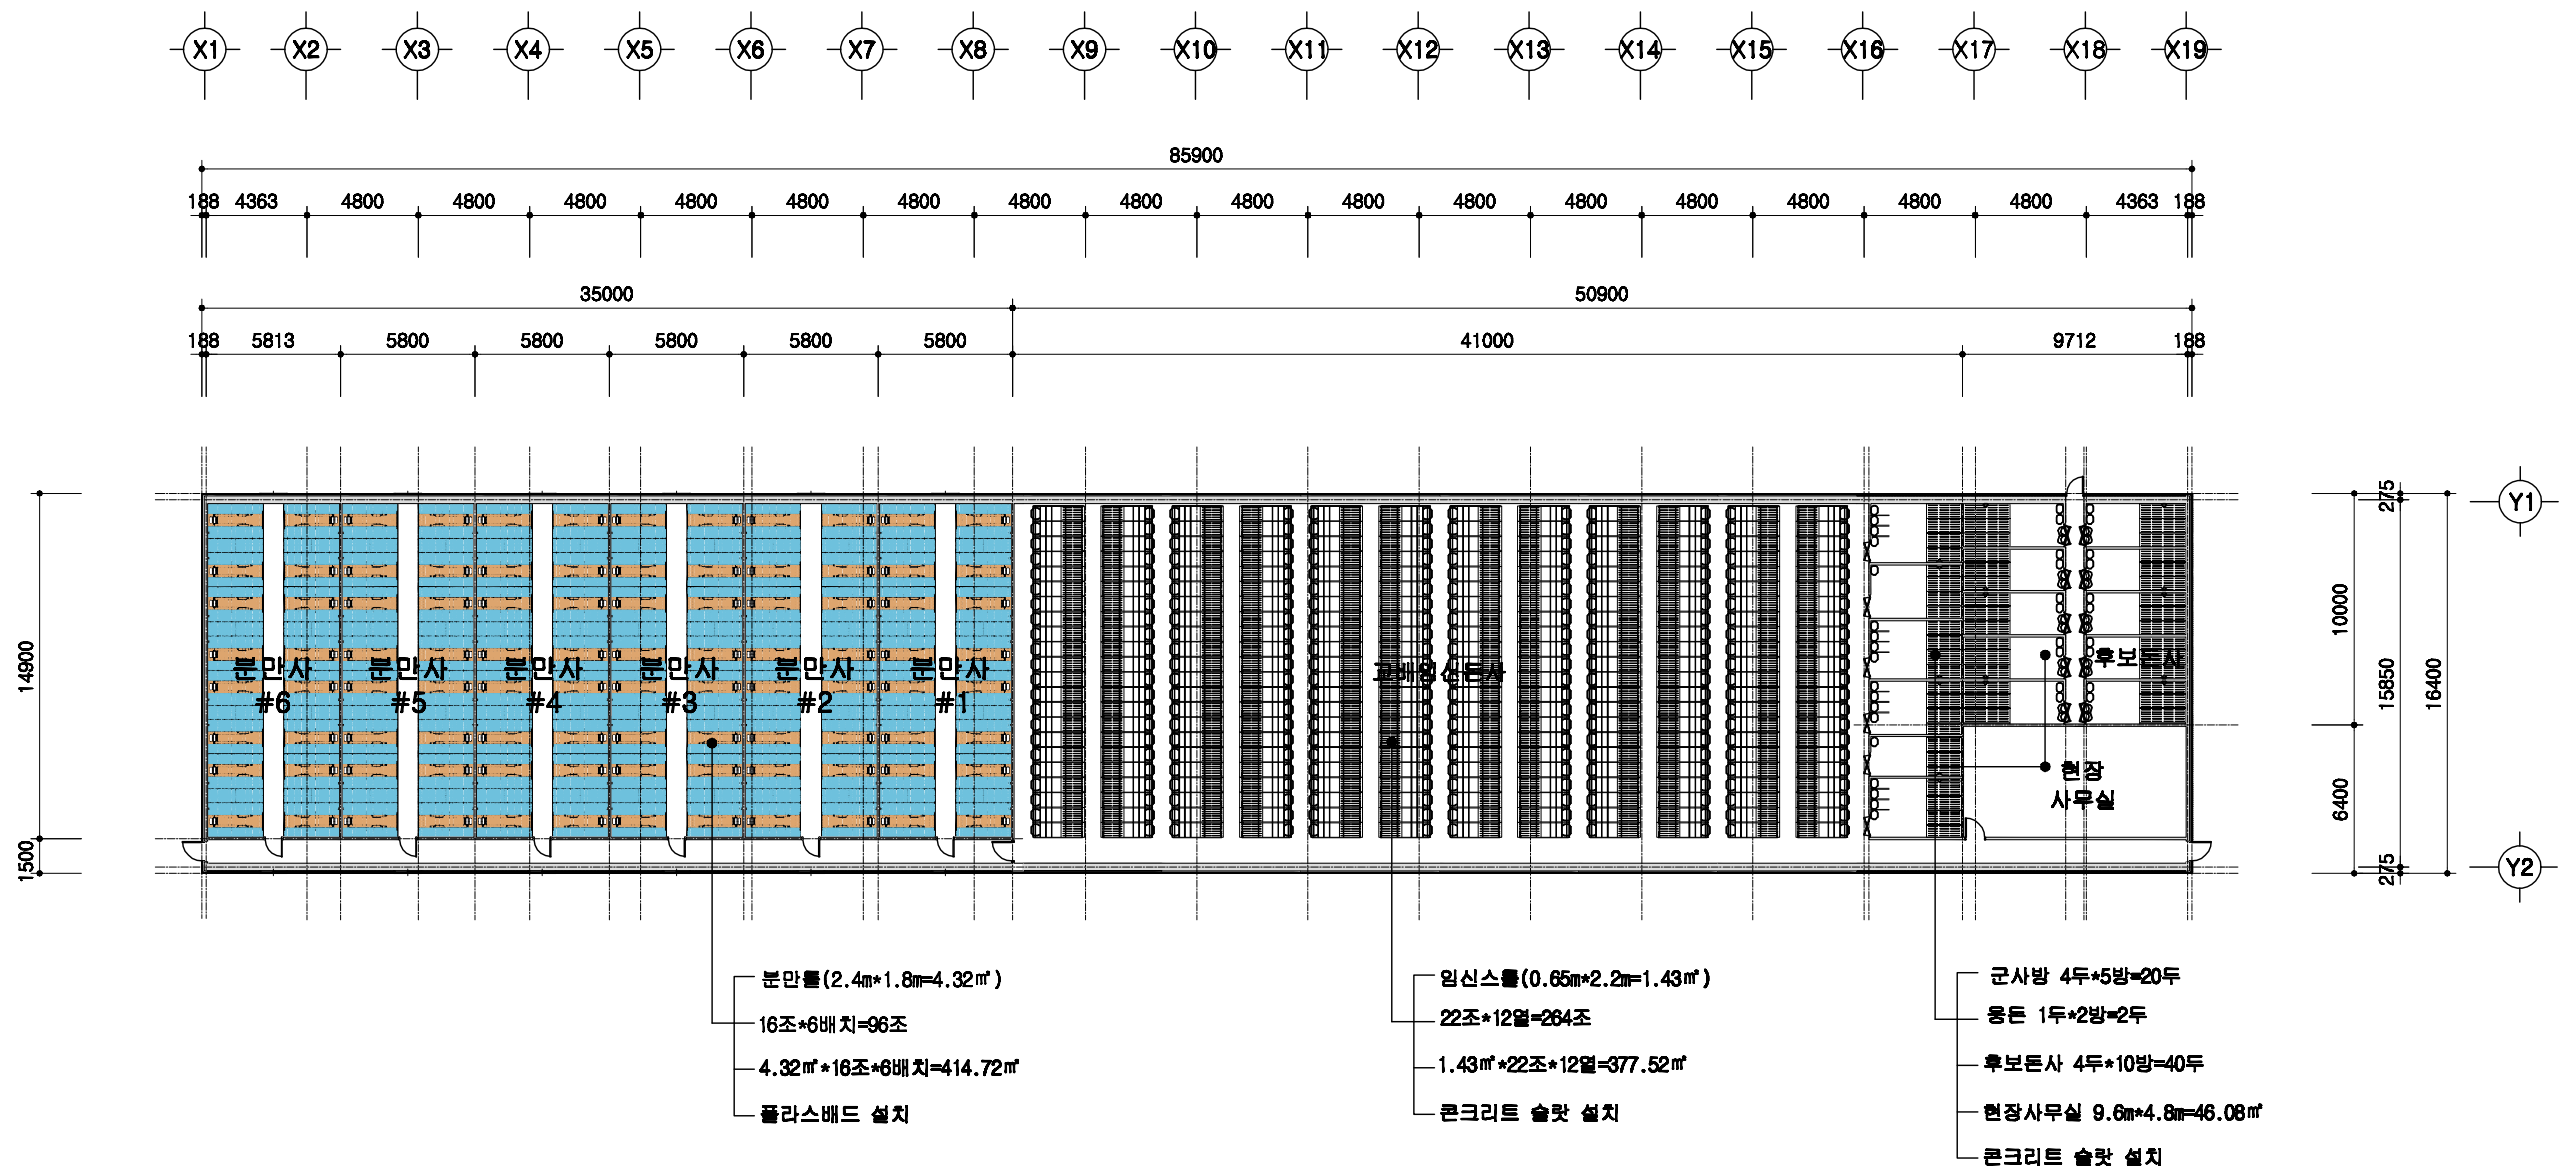 X1 X2 X3 X4 X5 X6 X7 X8 X9 X10 X11 X12 X13 X14 X15 X16 X17 X18 X19
85900
188 4363 4800 4800 4800 4800 4800 4800 4800 4800 4800 4800 4800 4800 4800 4800 4800 4800 4363 188
35000 50900
188 5813 5800 5800 5800 5800 5800 41000 9712 188
14900
1500
분만사 #6
분만사 #5
분만사 #4
분만사 #3
분만사 #2
분만사 #1
교배임신돈사
후보돈사
현장
사무실
10000
6400
275
15850
275
16400
Y1
Y2
분만틀(2.4m*1.8m=4.32㎡)
16조*6배치=96조
4.32㎡*16조*6배치=414.72㎡
플라스배드 설치
임신스톨(0.65m*2.2m=1.43㎡)
22조*12열=264조
1.43㎡*22조*12열=377.52㎡
콘크리트 슬랏 설치
군사방 4두*5방=20두
웅돈 1두*2방=2두
후보돈사 4두*10방=40두
현장사무실 9.6m*4.8m=46.08㎡
콘크리트 슬랏 설치